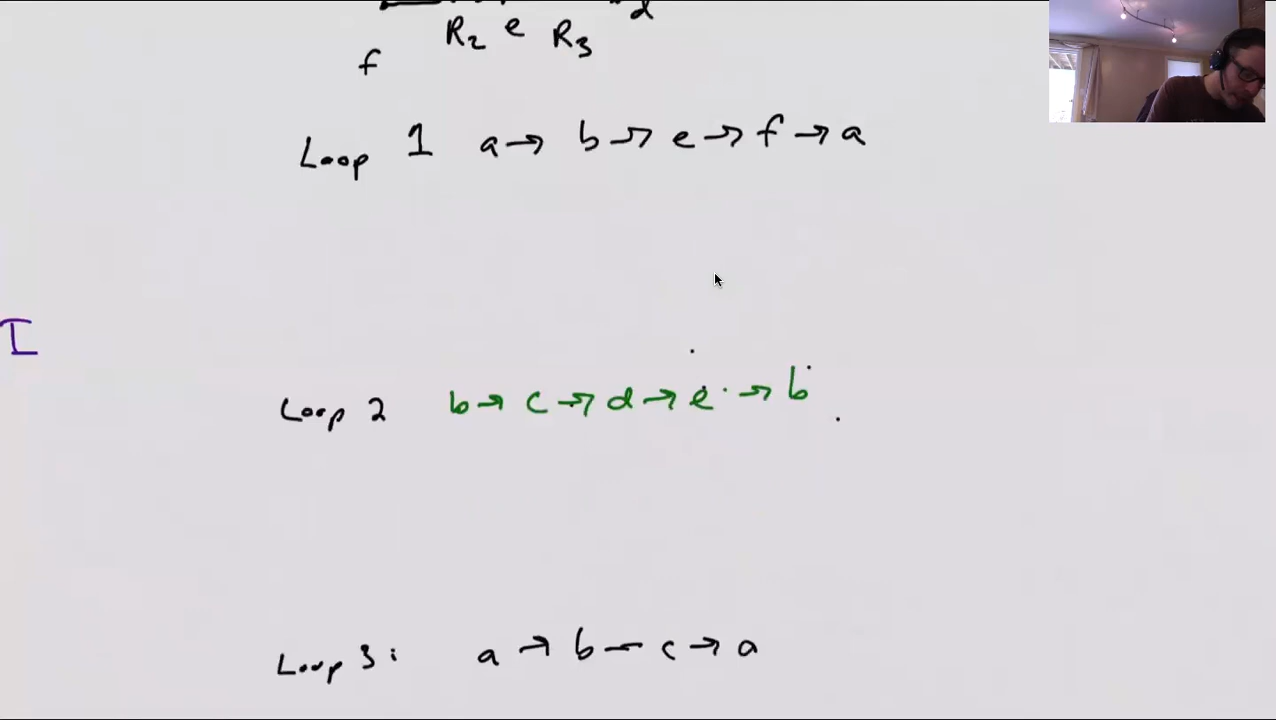 d
R₂ e R₃
f
Loop 1 a → b → e → f → a
I
Loop 2 b → c → d → e → b
Loop 3: a → b — c → a